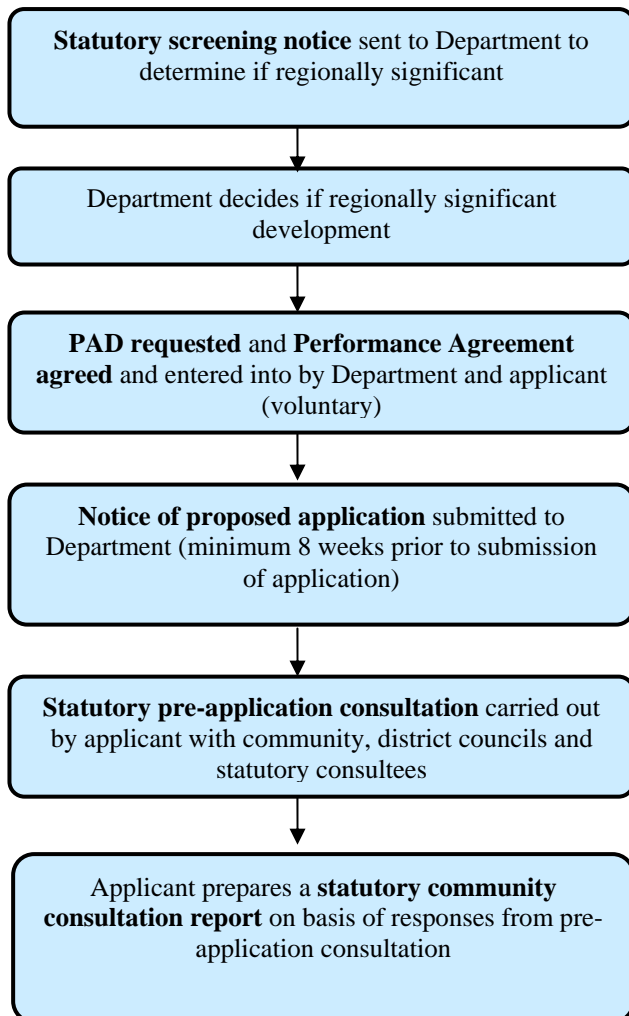 Statutory screening notice sent to Department to
determine if regionally significant
Department decides if regionally significant
development
PAD requested and Performance Agreement
agreed and entered into by Department and applicant
(voluntary)
Notice of proposed application submitted to
Department (minimum 8 weeks prior to submission
of application)
Statutory pre-application consultation carried out
by applicant with community, district councils and
statutory consultees
Applicant prepares a statutory community
consultation report on basis of responses from pre-
application consultation